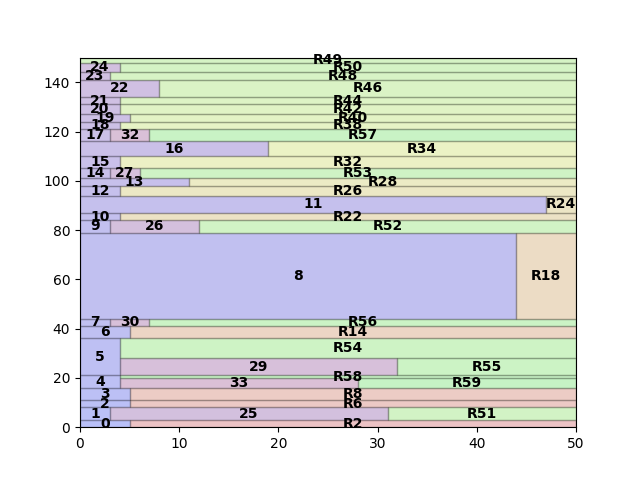 R49
24 R50
23 R48
140
22 R46
21 R44
20 R42
19 R40
18 R38
120
17 32 R57
16 R34
15 R32
14 27 R53
100
13 R28
12 R26
11 R24
10 R22
80
9 26 R52
8 R18
60
7 30 R56
40
6 R14
R54
5
29 R55
20
R58
4 33 R59
3 R8
2 R6
1 25 R51
0 R2
0
0 10 20 30 40 50